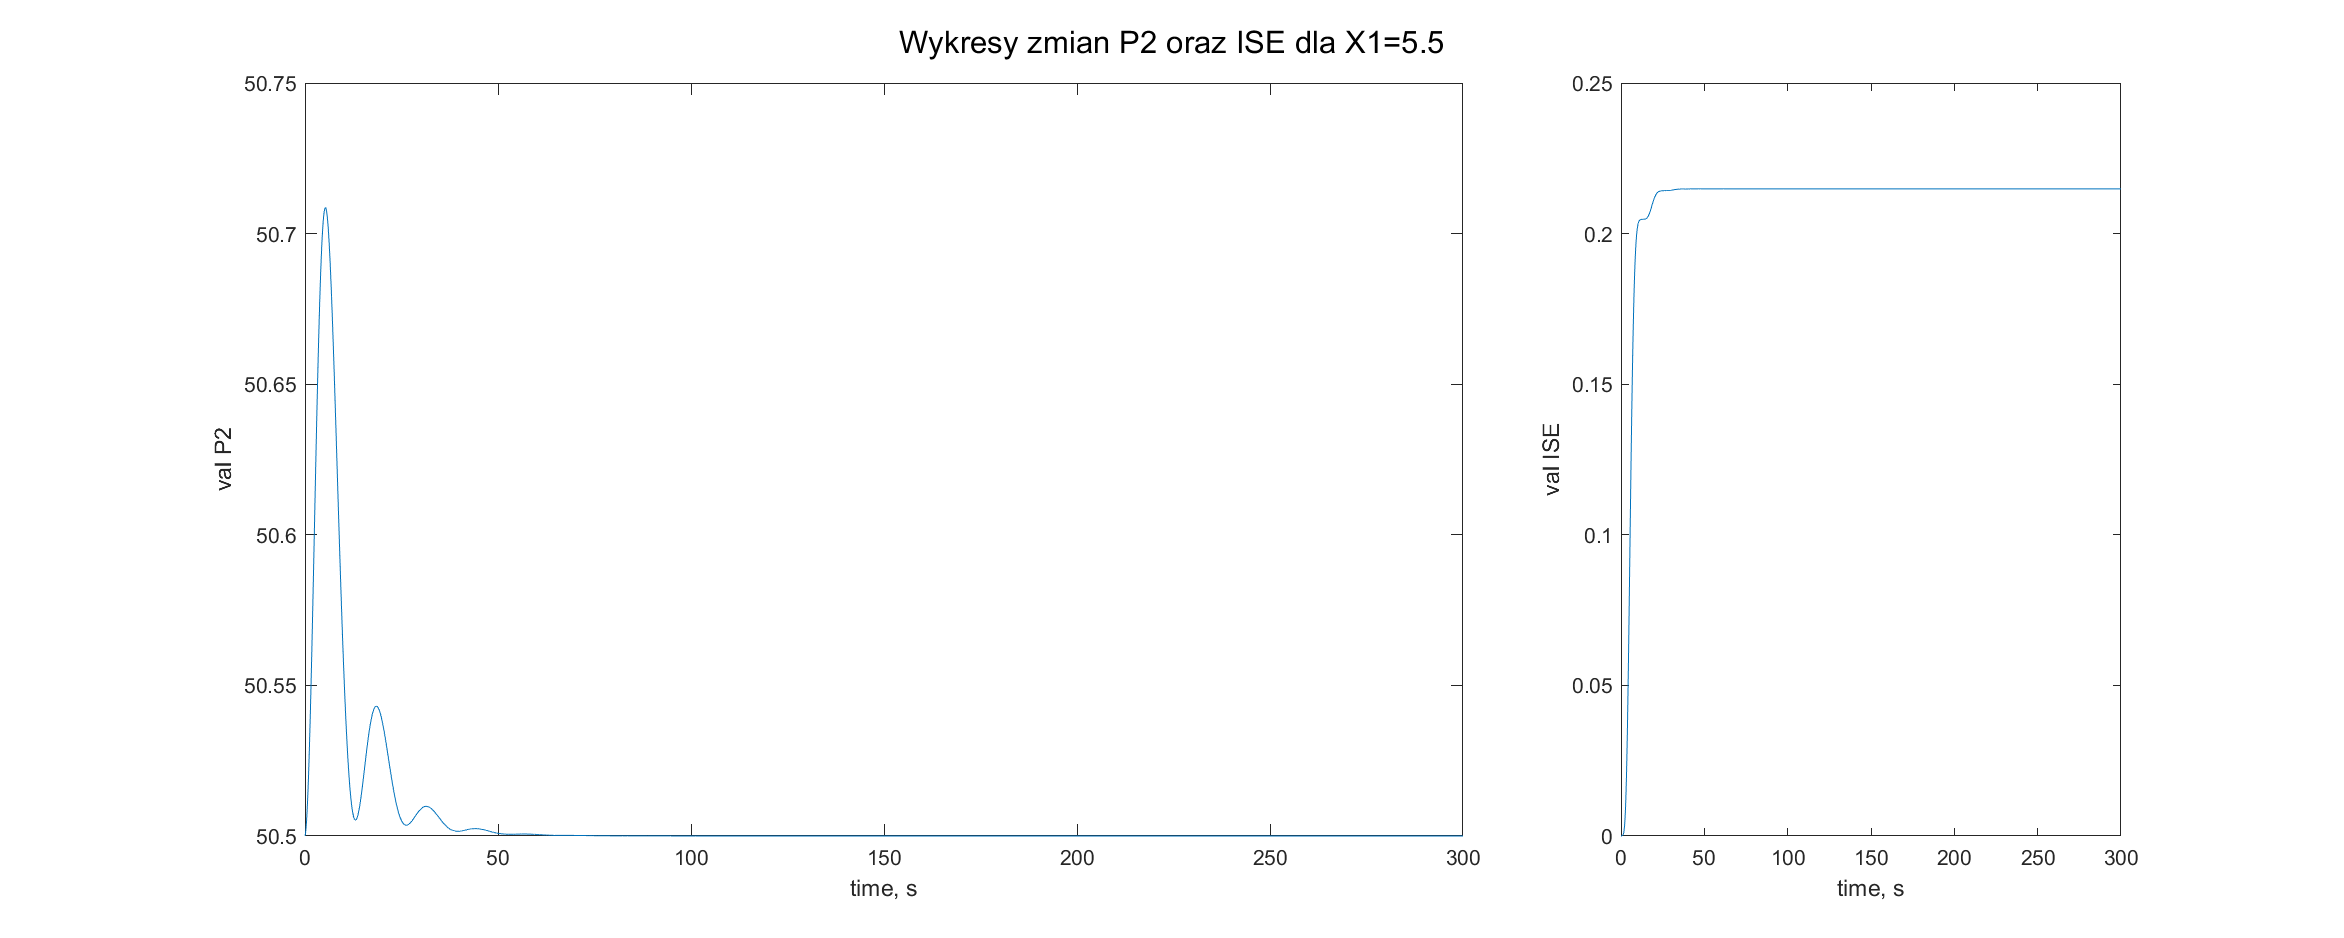 Wykresy zmian P2 oraz ISE dla X1=5.5
50.75
50.7
50.65
50.6
50.55
50.5
val P2
0 50 100 150 200 250 300
time, s
0.25
0.2
0.15
0.1
0.05
0
val ISE
0 50 100 150 200 250 300
time, s